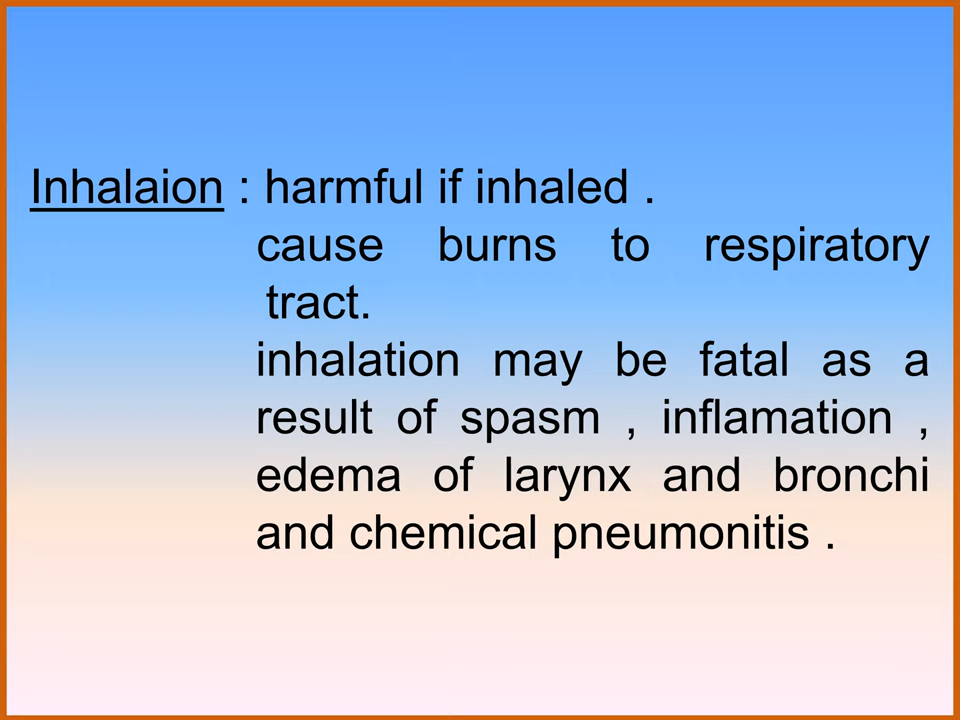 Inhalaion : harmful if inhaled .
cause burns to respiratory
tract.
inhalation may be fatal as a
result of spasm , inflamation ,
edema of larynx and bronchi
and chemical pneumonitis .